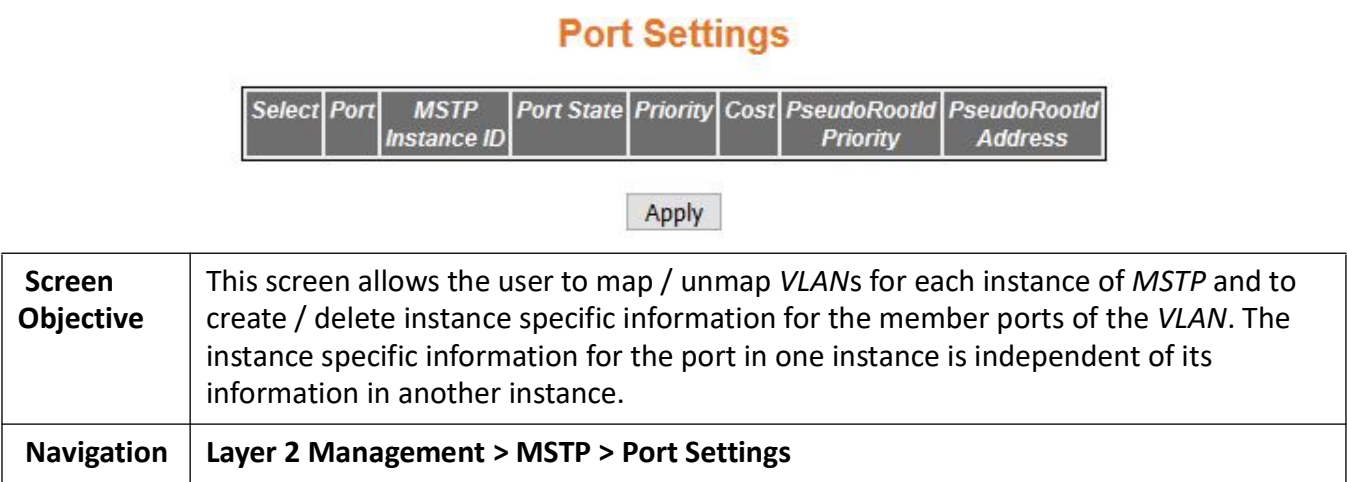 Port Settings
Select Port MSTP Instance ID Port State Priority Cost PseudoRootId Priority PseudoRootId Address
Apply
Screen Objective
This screen allows the user to map / unmap VLANs for each instance of MSTP and to
create / delete instance specific information for the member ports of the VLAN. The
instance specific information for the port in one instance is independent of its
information in another instance.
Navigation
Layer 2 Management > MSTP > Port Settings